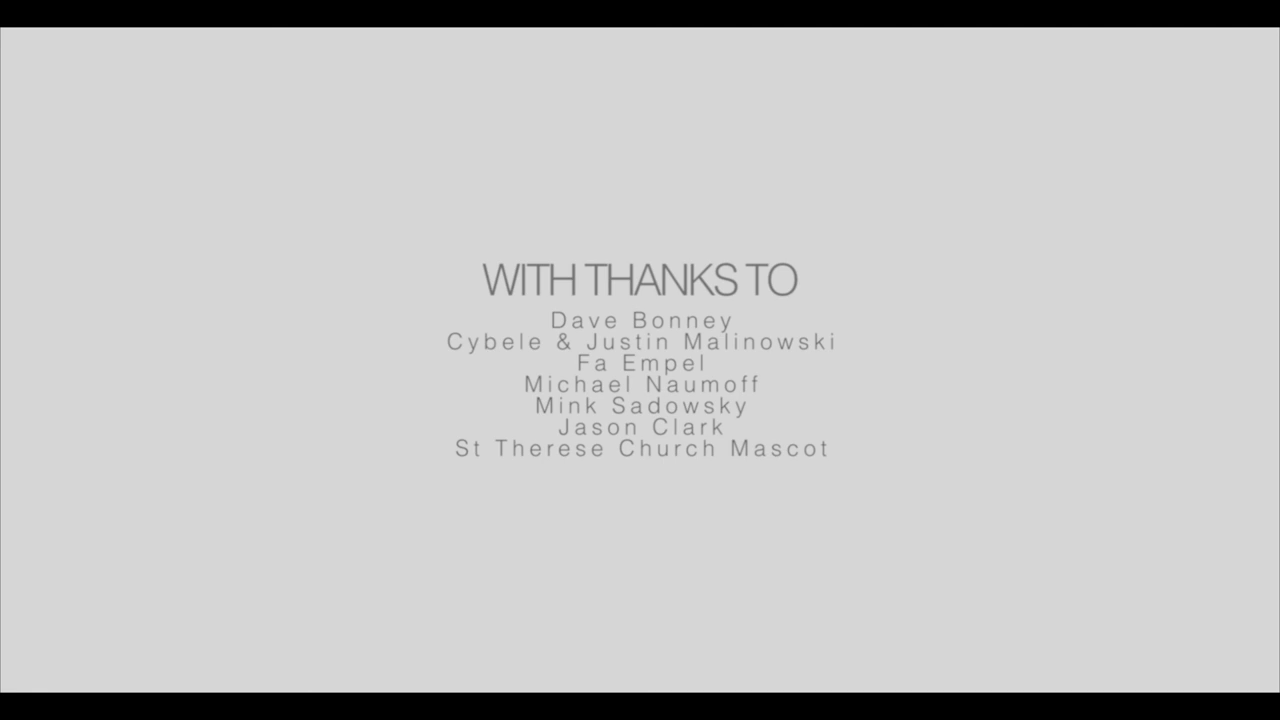 WITH THANKS TO
Dave Bonney
Cybele & Justin Malinowski
Fa Empel
Michael Naumoff
Mink Sadowsky
Jason Clark
St Therese Church Mascot